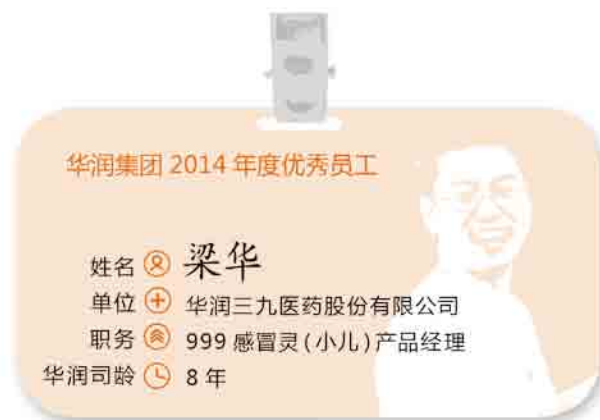 华润集团 2014 年度优秀员工
姓名 梁华
单位 华润三九医药股份有限公司
职务 999 感冒灵(小儿)产品经理
华润司龄 8 年